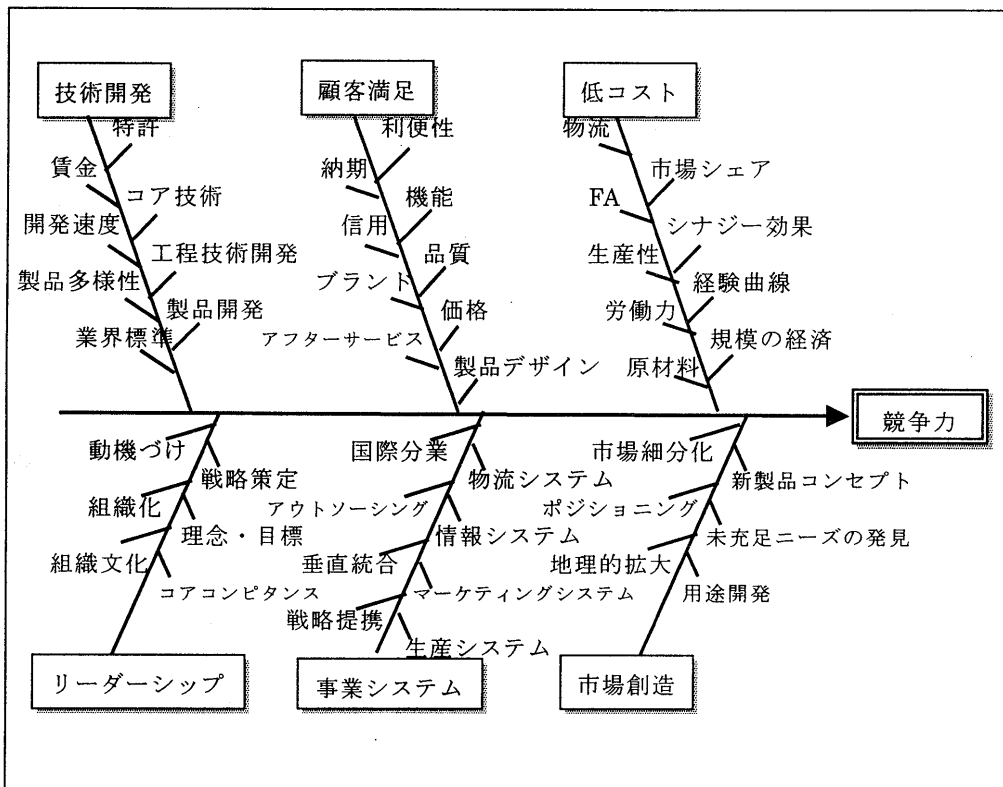 技術開発
特許
賃金
コア技術
開発速度
工程技術開発
製品多様性
製品開発
業界標準
顧客満足
利便性
納期
機能
信用
品質
ブランド
価格
アフターサービス
製品デザイン
低コスト
物流
市場シェア
FA
シナジー効果
生産性
経験曲線
労働力
規模の経済
原材料
競争力
動機づけ
戦略策定
組織化
理念・目標
組織文化
コアコンピタンス
リーダーシップ
国際分業
物流システム
アウトソーシング
情報システム
垂直統合
マーケティングシステム
戦略提携
生産システム
事業システム
市場細分化
新製品コンセプト
ポジショニング
未充足ニーズの発見
地理的拡大
用途開発
市場創造